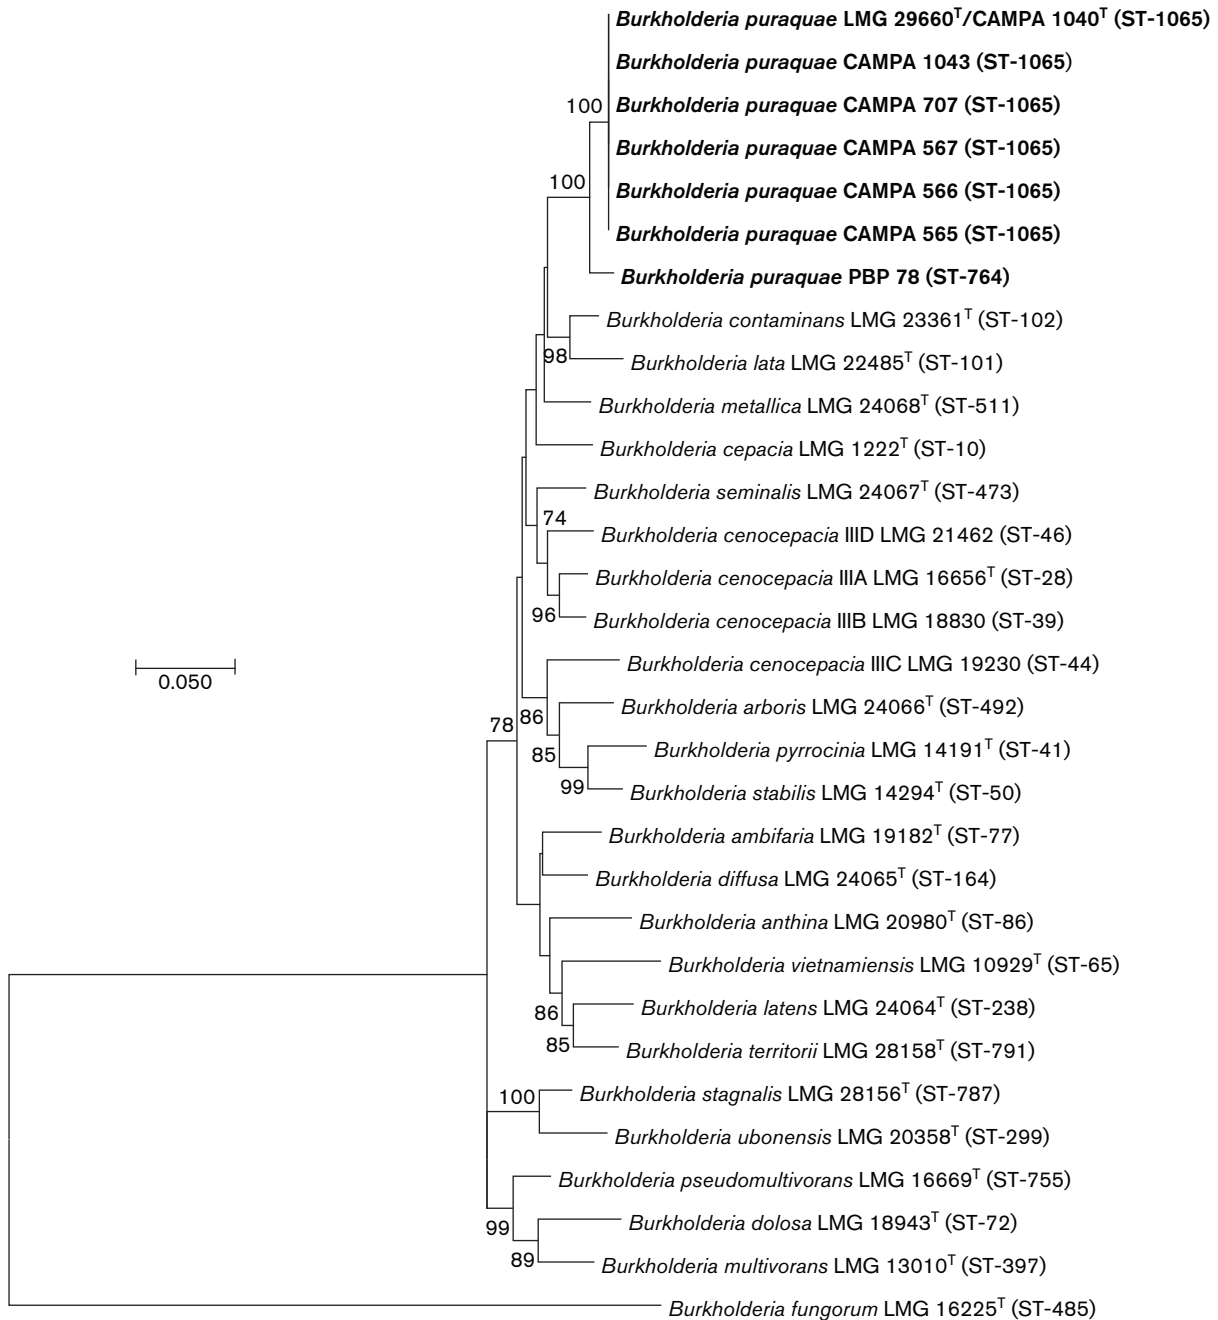 Burkholderia puraquae LMG 29660ᵀ/CAMPA 1040ᵀ (ST-1065)
Burkholderia puraquae CAMPA 1043 (ST-1065)
100
Burkholderia puraquae CAMPA 707 (ST-1065)
Burkholderia puraquae CAMPA 567 (ST-1065)
100
Burkholderia puraquae CAMPA 566 (ST-1065)
Burkholderia puraquae CAMPA 565 (ST-1065)
Burkholderia puraquae PBP 78 (ST-764)
Burkholderia contaminans LMG 23361ᵀ (ST-102)
98
Burkholderia lata LMG 22485ᵀ (ST-101)
Burkholderia metallica LMG 24068ᵀ (ST-511)
Burkholderia cepacia LMG 1222ᵀ (ST-10)
Burkholderia seminalis LMG 24067ᵀ (ST-473)
74
Burkholderia cenocepacia IIID LMG 21462 (ST-46)
Burkholderia cenocepacia IIIA LMG 16656ᵀ (ST-28)
96
Burkholderia cenocepacia IIIB LMG 18830 (ST-39)
Burkholderia cenocepacia IIIC LMG 19230 (ST-44)
0.050
Burkholderia arboris LMG 24066ᵀ (ST-492)
86
78
Burkholderia pyrrocinia LMG 14191ᵀ (ST-41)
85
99
Burkholderia stabilis LMG 14294ᵀ (ST-50)
Burkholderia ambifaria LMG 19182ᵀ (ST-77)
Burkholderia diffusa LMG 24065ᵀ (ST-164)
Burkholderia anthina LMG 20980ᵀ (ST-86)
Burkholderia vietnamiensis LMG 10929ᵀ (ST-65)
Burkholderia latens LMG 24064ᵀ (ST-238)
86
85
Burkholderia territorii LMG 28158ᵀ (ST-791)
Burkholderia stagnalis LMG 28156ᵀ (ST-787)
100
Burkholderia ubonensis LMG 20358ᵀ (ST-299)
Burkholderia pseudomultivorans LMG 16669ᵀ (ST-755)
Burkholderia dolosa LMG 18943ᵀ (ST-72)
99
89
Burkholderia multivorans LMG 13010ᵀ (ST-397)
Burkholderia fungorum LMG 16225ᵀ (ST-485)